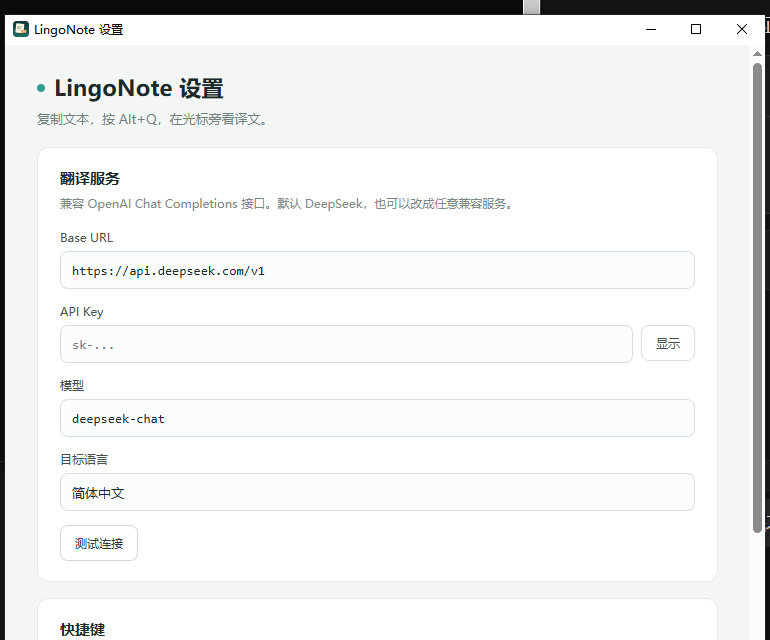 LingoNote 设置
LingoNote 设置
复制文本，按 Alt+Q，在光标旁看译文。
翻译服务
兼容 OpenAI Chat Completions 接口。默认 DeepSeek，也可以改成任意兼容服务。
Base URL
https://api.deepseek.com/v1
API Key
sk-...
显示
模型
deepseek-chat
目标语言
简体中文
测试连接
快捷键